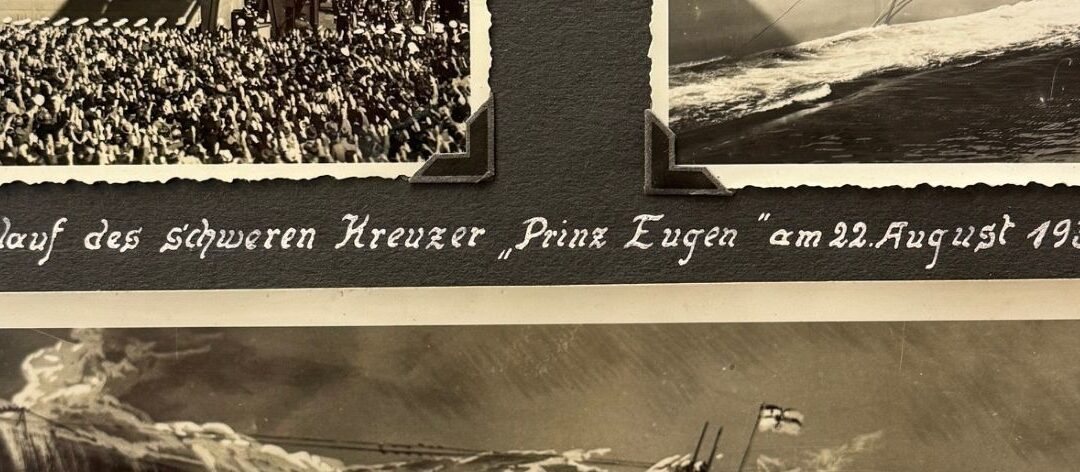 lauf des schweren Kreuzer „Prinz Eugen" am 22. August 193